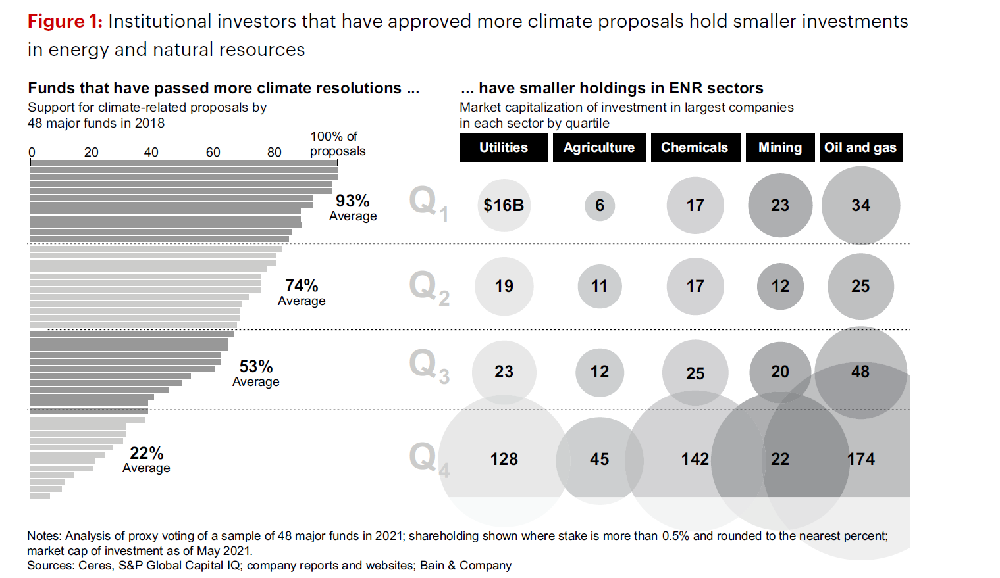 Figure 1: Institutional investors that have approved more climate proposals hold smaller investments
in energy and natural resources
Funds that have passed more climate resolutions ...
Support for climate-related proposals by
48 major funds in 2018
0 20 40 60 80 100% of
proposals
93%
Average
74%
Average
53%
Average
22%
Average
... have smaller holdings in ENR sectors
Market capitalization of investment in largest companies
in each sector by quartile
Utilities Agriculture Chemicals Mining Oil and gas
Q1 $16B 6 17 23 34
Q2 19 11 17 12 25
Q3 23 12 25 20 48
Q4 128 45 142 22 174
Notes: Analysis of proxy voting of a sample of 48 major funds in 2021; shareholding shown where stake is more than 0.5% and rounded to the nearest percent;
market cap of investment as of May 2021.
Sources: Ceres, S&P Global Capital IQ; company reports and websites; Bain & Company